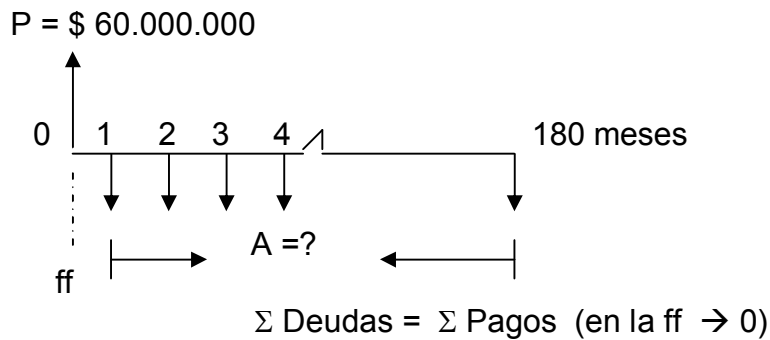 P = $ 60.000.000
0 1 2 3 4 180 meses
A =?
ff
Σ Deudas = Σ Pagos (en la ff → 0)